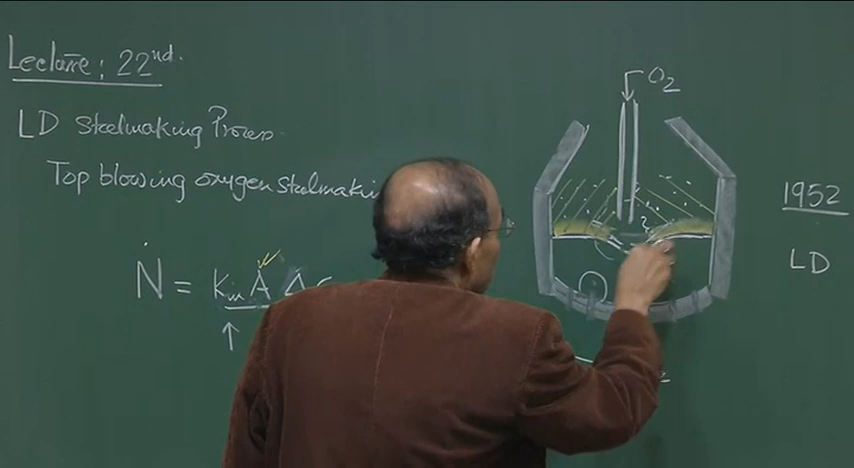 Lecture: 22nd.
LD Steelmaking Process
Top blowing oxygen steelmaki
Ṅ = Km A Δ
O2
1952
LD